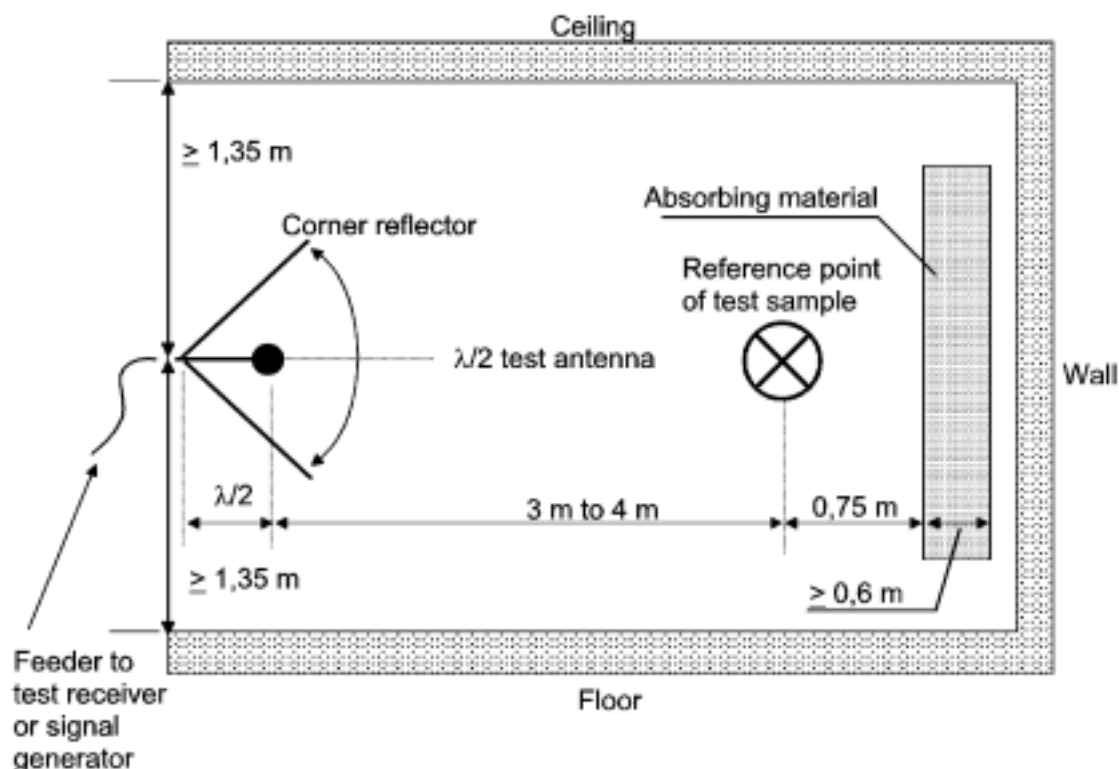 Ceiling
≥ 1,35 m
Absorbing material
Corner reflector
Reference point
of test sample
λ/2 test antenna
Wall
λ/2
3 m to 4 m
0,75 m
≥ 1,35 m
≥ 0,6 m
Feeder to
test receiver
or signal
generator
Floor